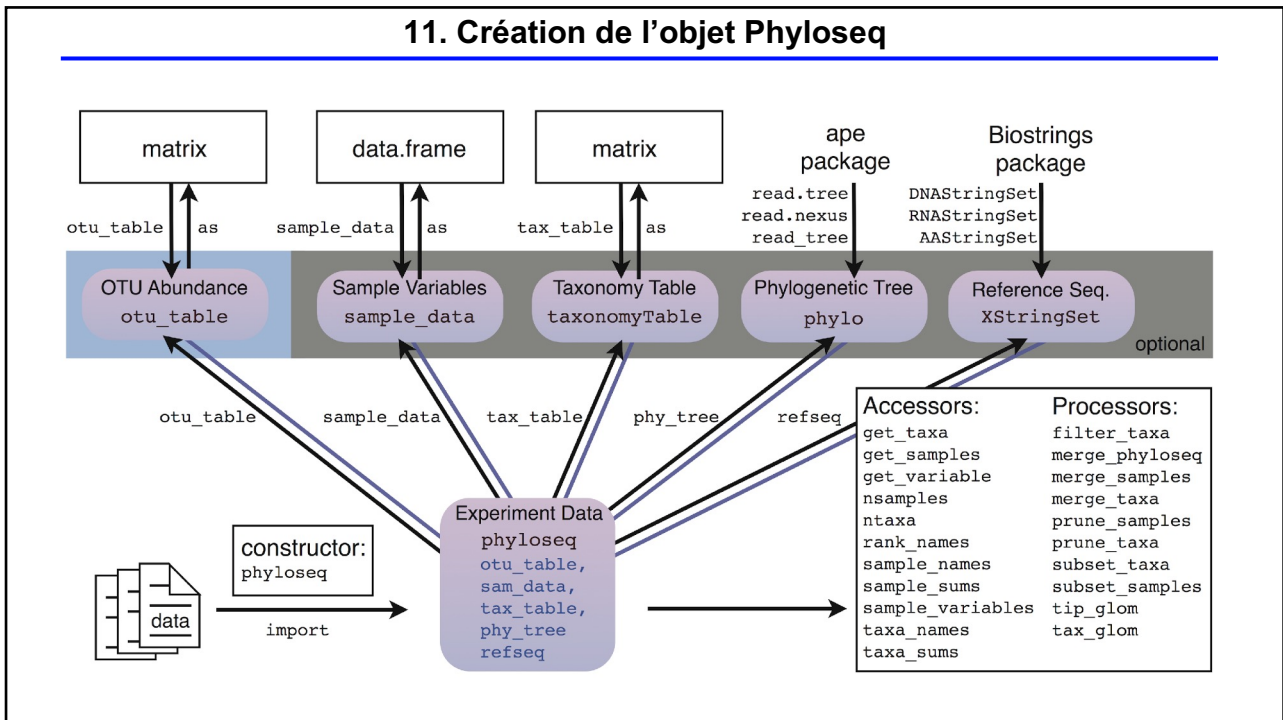 11. Création de l'objet Phyloseq
matrix
data.frame
matrix
ape
package
Biostrings
package
otu_table
as
sample_data
as
tax_table
as
read.tree
read.nexus
read_tree
DNAStringSet
RNAStringSet
AAStringSet
OTU Abundance
otu_table
Sample Variables
sample_data
Taxonomy Table
taxonomyTable
Phylogenetic Tree
phylo
Reference Seq.
XStringSet
optional
otu_table
sample_data
tax_table
phy_tree
refseq
data
constructor:
phyloseq
import
Experiment Data
phyloseq
otu_table,
sam_data,
tax_table,
phy_tree
refseq
Accessors:
get_taxa
get_samples
get_variable
nsamples
ntaxa
rank_names
sample_names
sample_sums
sample_variables
taxa_names
taxa_sums
Processors:
filter_taxa
merge_phyloseq
merge_samples
merge_taxa
prune_samples
prune_taxa
subset_taxa
subset_samples
tip_glom
tax_glom